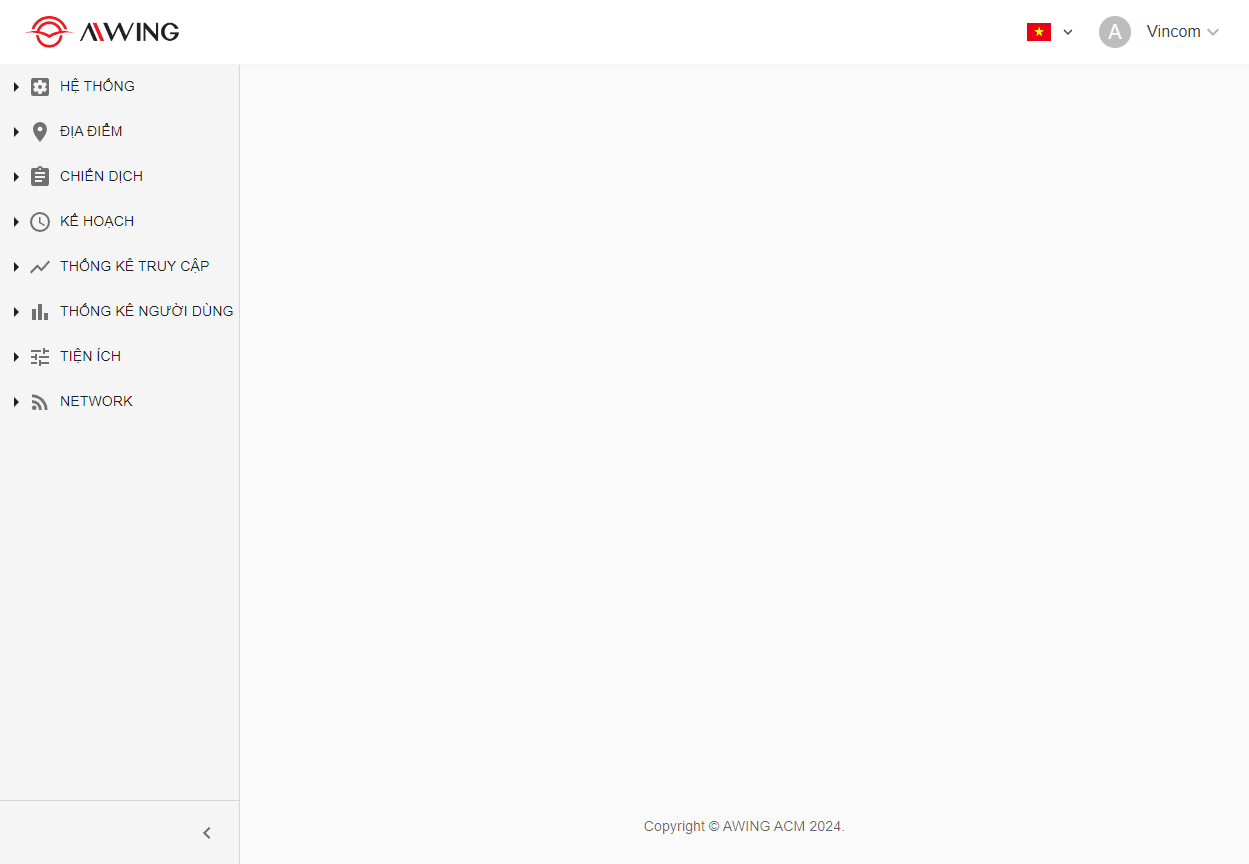 AWING
A
Vincom
HỆ THỐNG
ĐỊA ĐIỂM
CHIẾN DỊCH
KẾ HOẠCH
THỐNG KÊ TRUY CẬP
THỐNG KÊ NGƯỜI DÙNG
TIỆN ÍCH
NETWORK
Copyright © AWING ACM 2024.